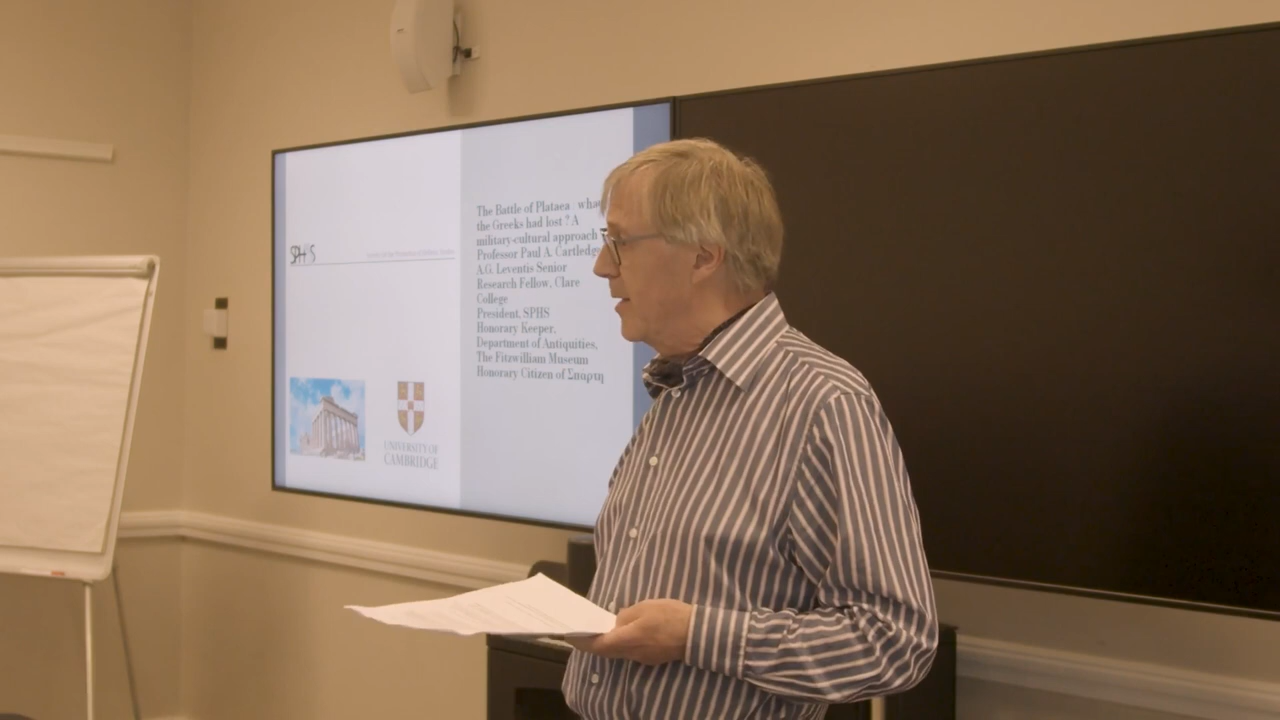 SPHS
The Battle of Plataea wha
the Greeks had lost ? A
military-cultural approach
Professor Paul A. Cartledge
A.G. Leventis Senior
Research Fellow, Clare
College
President, SPHS
Honorary Keeper,
Department of Antiquities,
The Fitzwilliam Museum
Honorary Citizen of Σπαρτη
UNIVERSITY OF
CAMBRIDGE